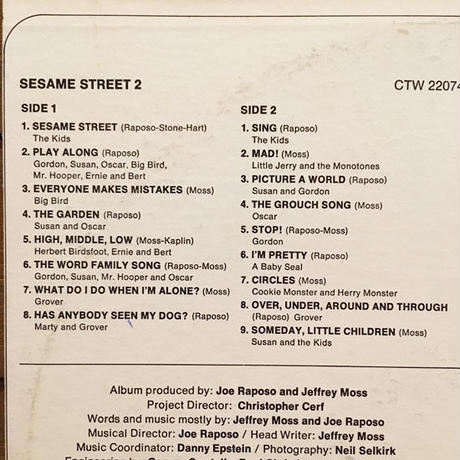 SESAME STREET 2
CTW 22074
SIDE 1
1. SESAME STREET (Raposo-Stone-Hart)
The Kids
2. PLAY ALONG (Raposo)
Gordon, Susan, Oscar, Big Bird,
Mr. Hooper, Ernie and Bert
3. EVERYONE MAKES MISTAKES (Moss)
Big Bird
4. THE GARDEN (Raposo)
Susan and Oscar
5. HIGH, MIDDLE, LOW (Moss-Kaplin)
Herbert Birdsfoot, Ernie and Bert
6. THE WORD FAMILY SONG (Raposo-Moss)
Gordon, Susan, Mr. Hooper and Oscar
7. WHAT DO I DO WHEN I'M ALONE? (Moss)
Grover
8. HAS ANYBODY SEEN MY DOG? (Raposo)
Marty and Grover
SIDE 2
1. SING (Raposo)
The Kids
2. MAD! (Moss)
Little Jerry and the Monotones
3. PICTURE A WORLD (Raposo)
Susan and Gordon
4. THE GROUCH SONG (Moss)
Oscar
5. STOP! (Raposo-Moss)
Gordon
6. I'M PRETTY (Raposo)
A Baby Seal
7. CIRCLES (Moss)
Cookie Monster and Herry Monster
8. OVER, UNDER, AROUND AND THROUGH
(Raposo) Grover
9. SOMEDAY, LITTLE CHILDREN (Moss)
Susan and the Kids
Album produced by: Joe Raposo and Jeffrey Moss
Project Director: Christopher Cerf
Words and music mostly by: Jeffrey Moss and Joe Raposo
Musical Director: Joe Raposo / Head Writer: Jeffrey Moss
Music Coordinator: Danny Epstein / Photography: Neil Selkirk